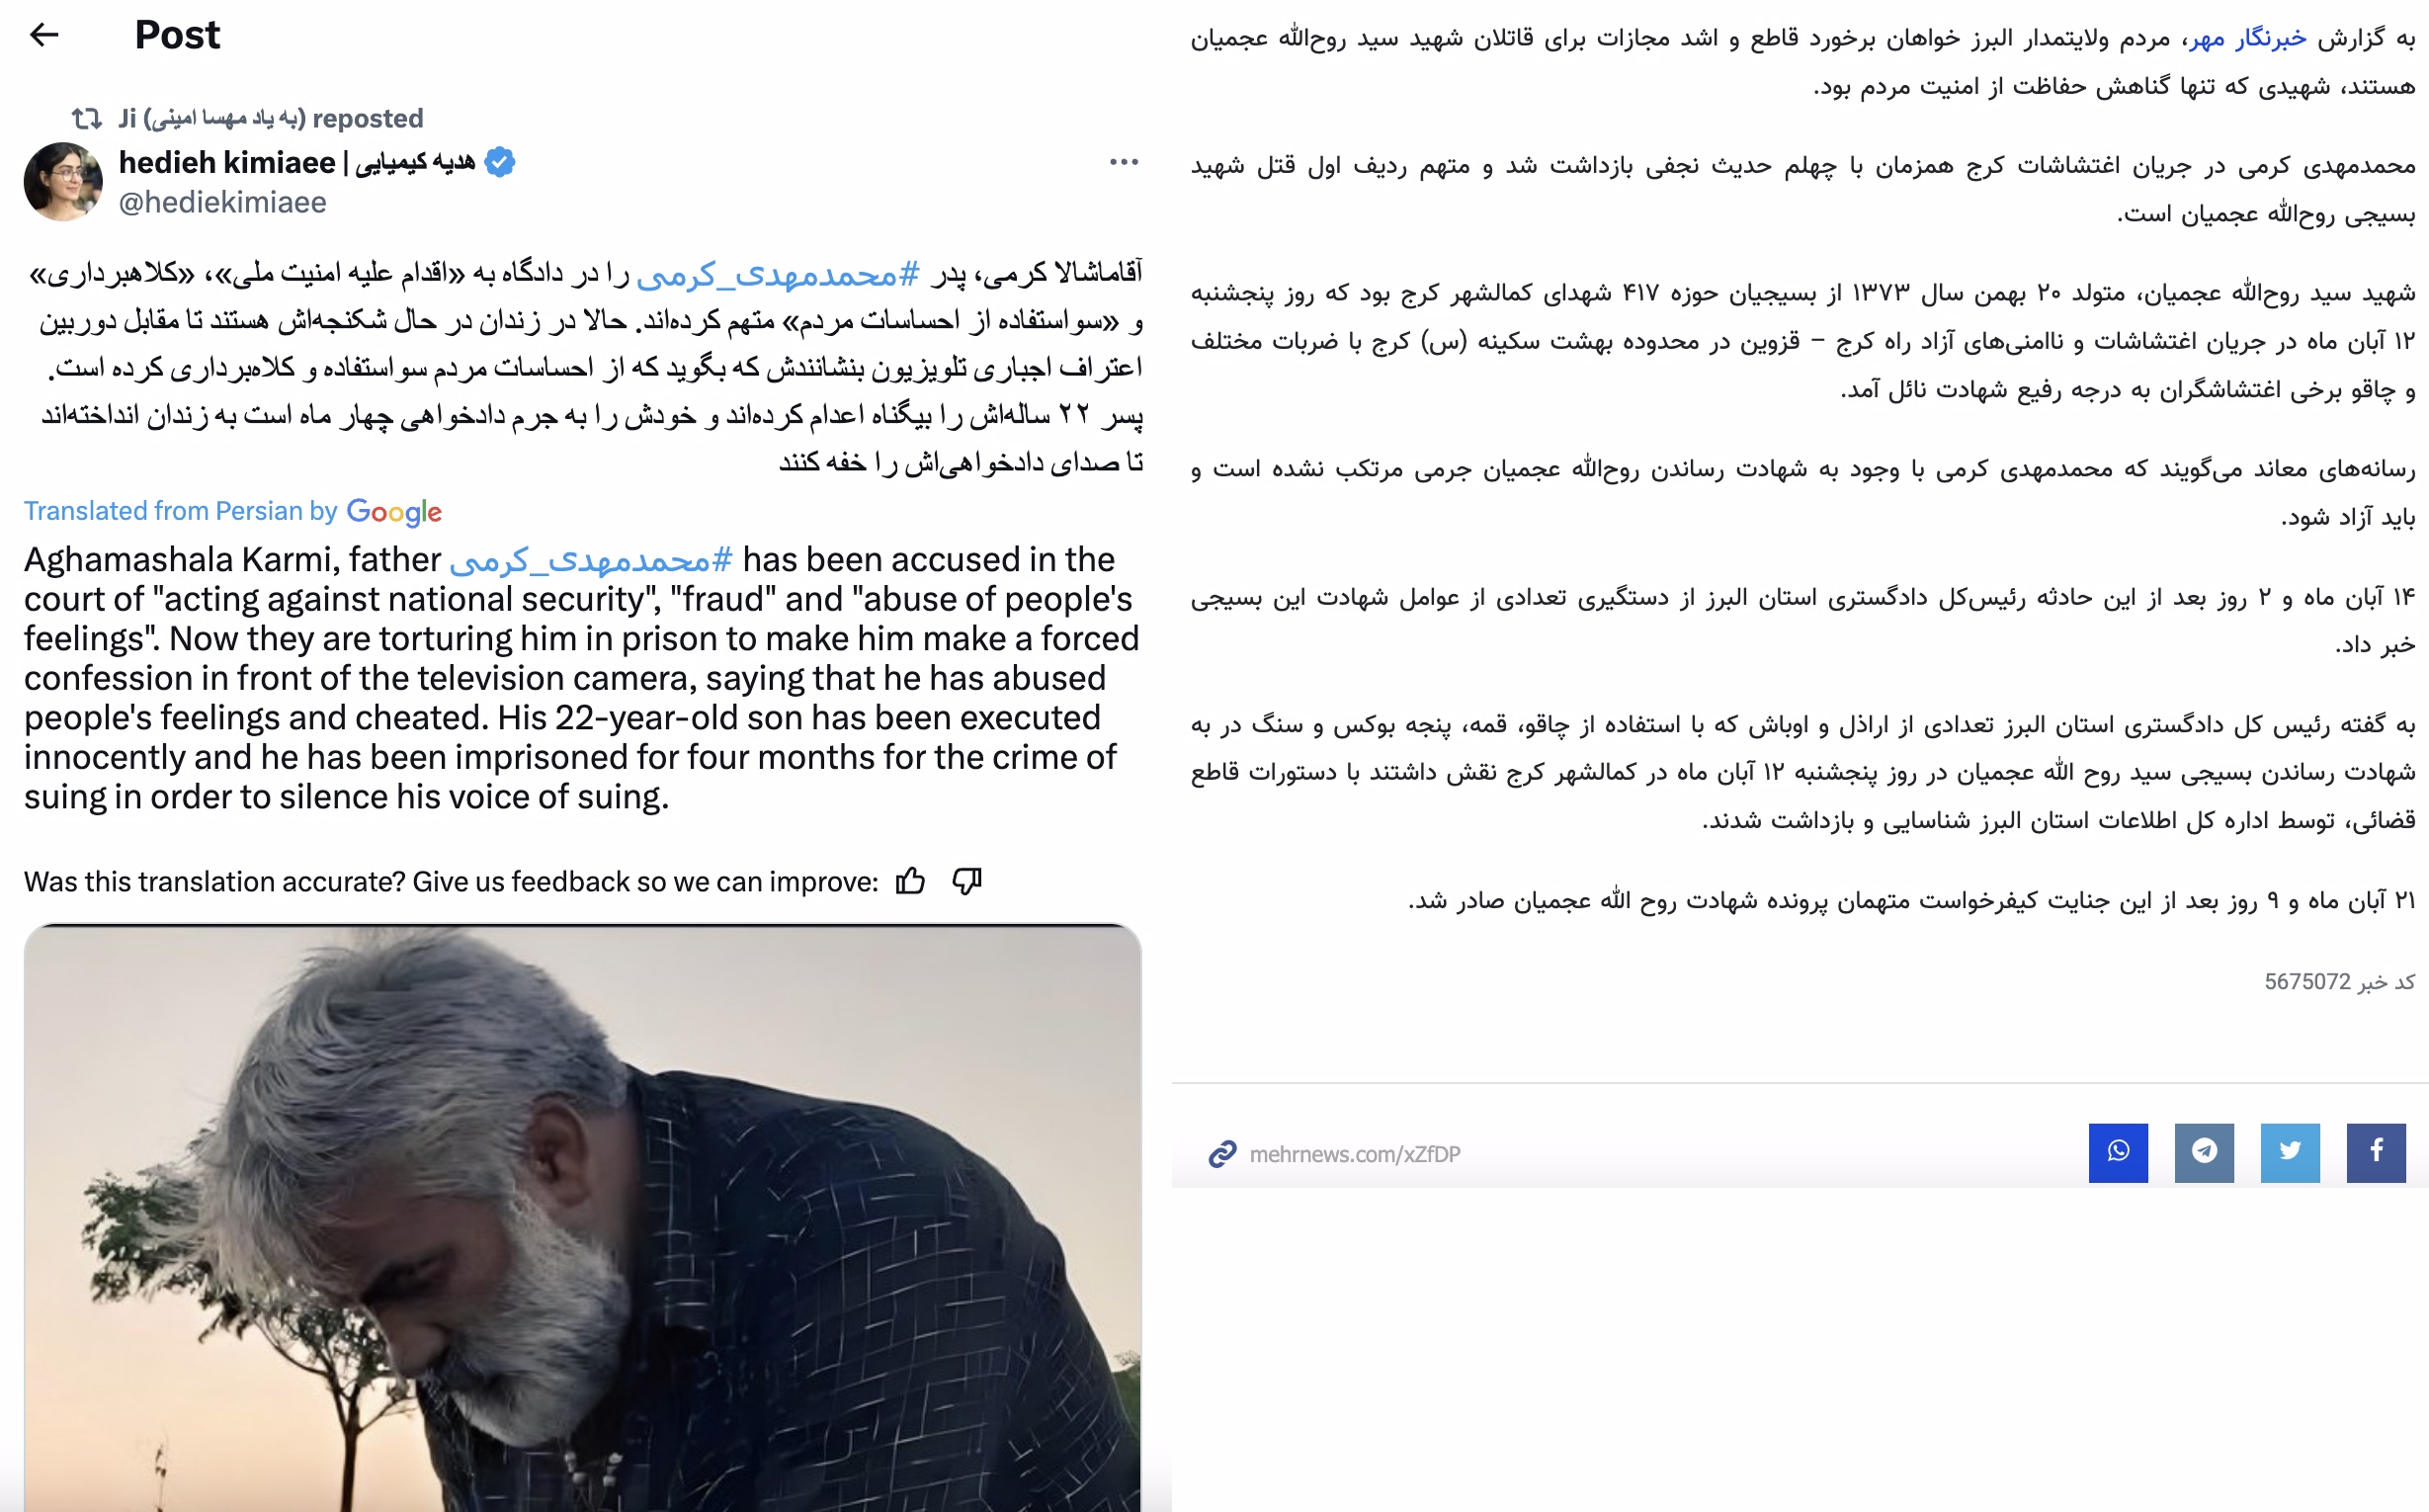 Post
Ji (به یاد مهسا امینی) reposted
hedieh kimiaee | هدیه کیمیایی
@hediekimiaee
آقاماشالا کرمی، پدر #محمدمهدی_کرمی را در دادگاه به «اقدام علیه امنیت ملی»، «کلاهبرداری»
و «سواستفاده از احساسات مردم» متهم کرده‌اند. حالا در زندان در حال شکنجه‌اش هستند تا مقابل دوربین
اعتراف اجباری تلویزیون بنشانندش که بگوید که از احساسات مردم سواستفاده و کلاه‌برداری کرده است.
پسر ۲۲ ساله‌اش را بیگناه اعدام کرده‌اند و خودش را به جرم دادخواهی چهار ماه است به زندان انداخته‌اند
تا صدای دادخواهی‌اش را خفه کنند
Translated from Persian by Google
Aghamashala Karmi, father #محمدمهدی_کرمی has been accused in the
court of "acting against national security", "fraud" and "abuse of people's
feelings". Now they are torturing him in prison to make him make a forced
confession in front of the television camera, saying that he has abused
people's feelings and cheated. His 22-year-old son has been executed
innocently and he has been imprisoned for four months for the crime of
suing in order to silence his voice of suing.
Was this translation accurate? Give us feedback so we can improve:
به گزارش خبرنگار مهر، مردم ولایتمدار البرز خواهان برخورد قاطع و اشد مجازات برای قاتلان شهید سید روح‌الله عجمیان
هستند، شهیدی که تنها گناهش حفاظت از امنیت مردم بود.
محمدمهدی کرمی در جریان اغتشاشات کرج همزمان با چهلم حدیث نجفی بازداشت شد و متهم ردیف اول قتل شهید
بسیجی روح‌الله عجمیان است.
شهید سید روح‌الله عجمیان، متولد ۲۰ بهمن سال ۱۳۷۳ از بسیجیان حوزه ۴۱۷ شهدای کمالشهر کرج بود که روز پنجشنبه
۱۲ آبان ماه در جریان اغتشاشات و ناامنی‌های آزاد راه کرج – قزوین در محدوده بهشت سکینه (س) کرج با ضربات مختلف
و چاقو برخی اغتشاشگران به درجه رفیع شهادت نائل آمد.
رسانه‌های معاند می‌گویند که محمدمهدی کرمی با وجود به شهادت رساندن روح‌الله عجمیان جرمی مرتکب نشده است و
باید آزاد شود.
۱۴ آبان ماه و ۲ روز بعد از این حادثه رئیس‌کل دادگستری استان البرز از دستگیری تعدادی از عوامل شهادت این بسیجی
خبر داد.
به گفته رئیس کل دادگستری استان البرز تعدادی از اراذل و اوباش که با استفاده از چاقو، قمه، پنجه بوکس و سنگ در به
شهادت رساندن بسیجی سید روح الله عجمیان در روز پنجشنبه ۱۲ آبان ماه در کمالشهر کرج نقش داشتند با دستورات قاطع
قضائی، توسط اداره کل اطلاعات استان البرز شناسایی و بازداشت شدند.
۲۱ آبان ماه و ۹ روز بعد از این جنایت کیفرخواست متهمان پرونده شهادت روح الله عجمیان صادر شد.
کد خبر 5675072
mehrnews.com/xZfDP